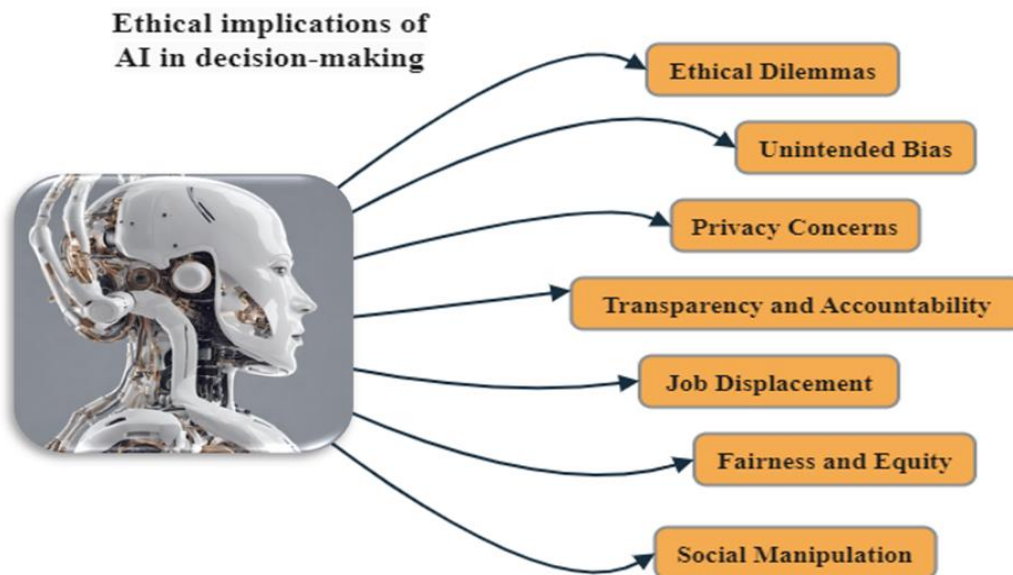 Ethical implications of
AI in decision-making
Ethical Dilemmas
Unintended Bias
Privacy Concerns
Transparency and Accountability
Job Displacement
Fairness and Equity
Social Manipulation